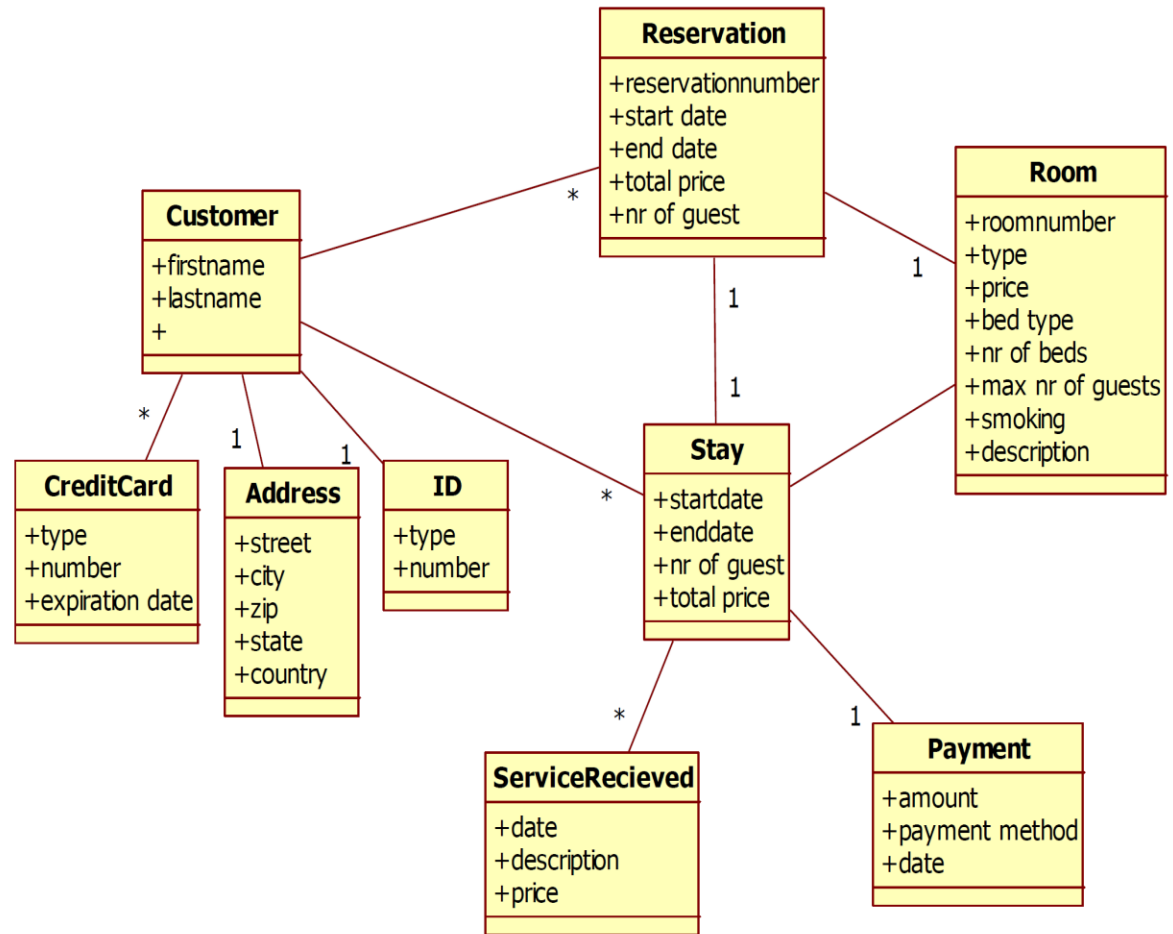 Reservation
+reservationnumber
+start date
+end date
+total price
+nr of guest
Room
+roomnumber
+type
+price
+bed type
+nr of beds
+max nr of guests
+smoking
+description
Customer
+firstname
+lastname
+
*
1
1
1
*
1
1
*
CreditCard
+type
+number
+expiration date
Address
+street
+city
+zip
+state
+country
ID
+type
+number
Stay
+startdate
+enddate
+nr of guest
+total price
*
1
ServiceRecieved
+date
+description
+price
Payment
+amount
+payment method
+date